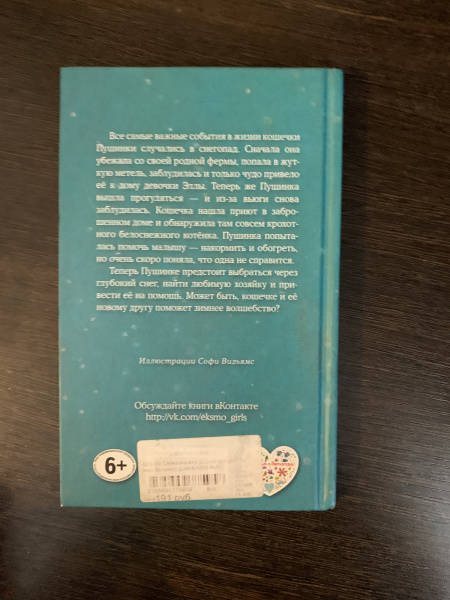 Все самые важные события в жизни кошечки
Пушинки случались в снегопад. Сначала она
убежала со своей родной фермы, попала в жут-
кую метель, заблудилась и только чудо привело
её к дому девочки Эллы. Теперь же Пушинка
вышла прогуляться — и из-за вьюги снова
заблудилась. Кошечка нашла приют в забро-
шенном доме и обнаружила там совсем крохот-
ного белоснежного котёнка. Пушинка попыта-
лась помочь малышу — накормить и обогреть,
но очень скоро поняла, что одна не справится.
Теперь Пушинке предстоит выбраться через
глубокий снег, найти любимую хозяйку и при-
вести её на помощь. Может быть, кошечке и её
новому другу поможет зимнее волшебство?
Иллюстрации Софи Вильямс
Обсуждайте книги вКонтакте
http://vk.com/eksmo_girls
6+
191 руб